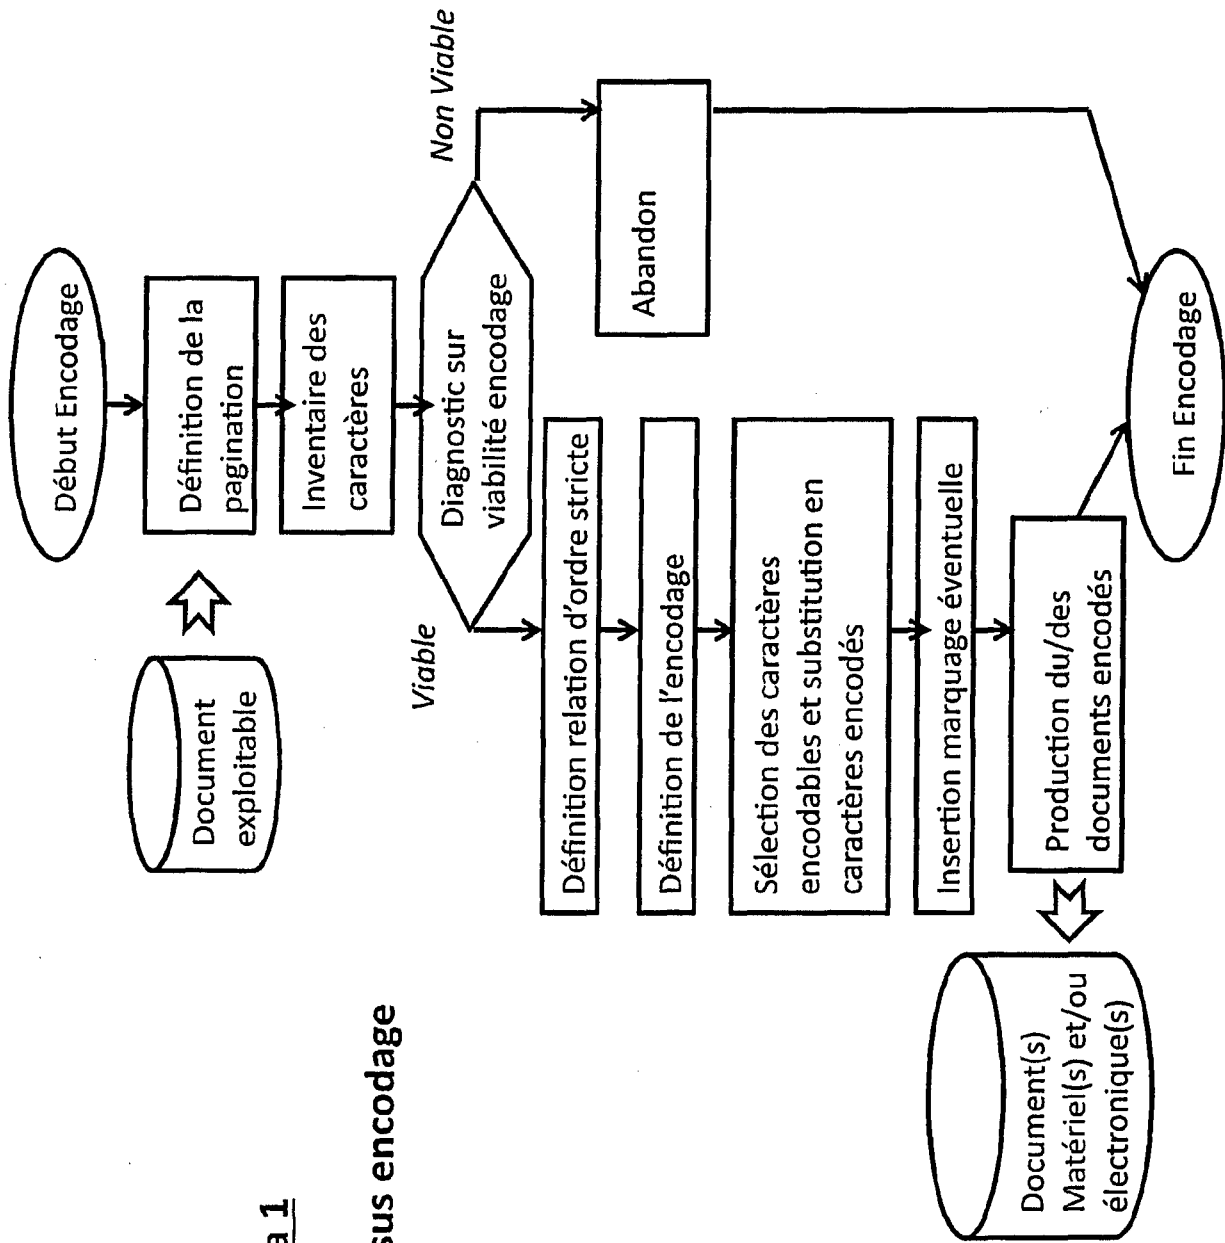 a 1
sus encodage
Début Encodage
Document
exploitable
Définition de la
pagination
Inventaire des
caractères
Diagnostic sur
viabilité encodage
Viable
Non Viable
Définition relation d'ordre stricte
Abandon
Définition de l'encodage
Sélection des caractères
encodables et substitution en
caractères encodés
Insertion marquage éventuelle
Production du/des
documents encodés
Document(s)
Matériel(s) et/ou
électronique(s)
Fin Encodage